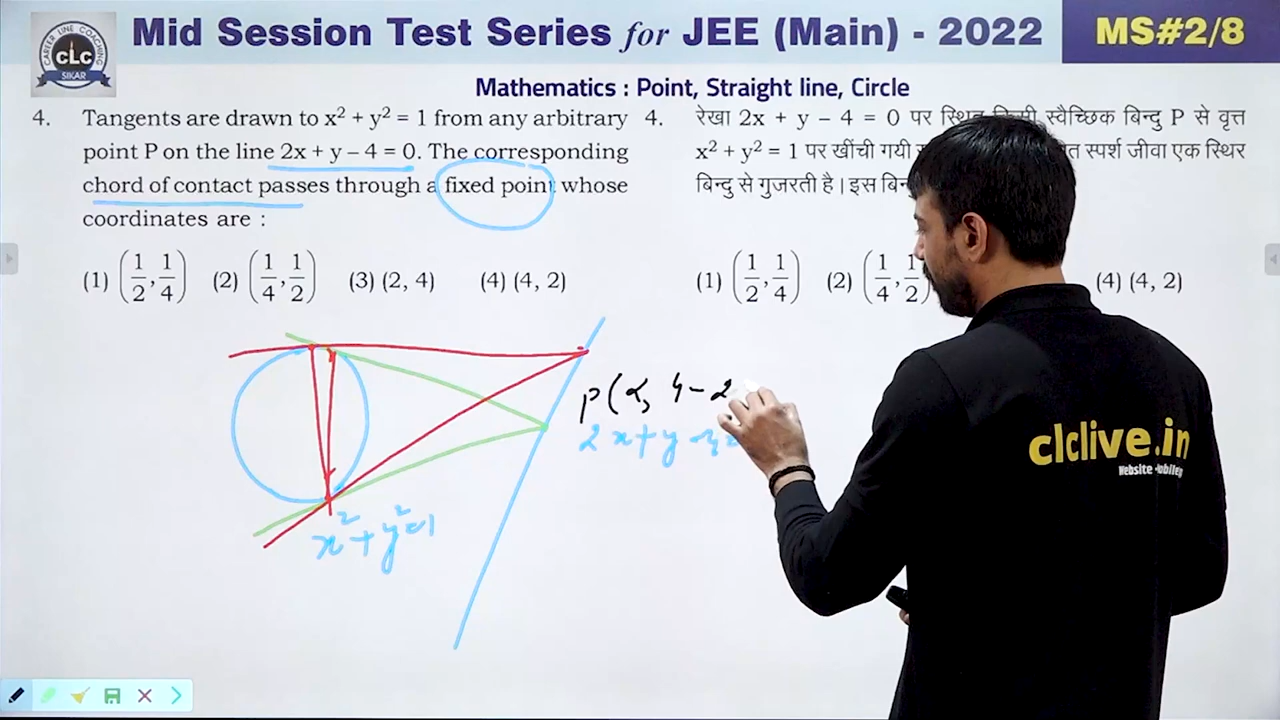 CLC
SIKAR
Mid Session Test Series for JEE (Main) - 2022
MS#2/8
Mathematics : Point, Straight line, Circle
4. Tangents are drawn to x² + y² = 1 from any arbitrary
point P on the line 2x + y – 4 = 0. The corresponding
chord of contact passes through a fixed point whose
coordinates are :
(1) (1/2, 1/4) (2) (1/4, 1/2) (3) (2, 4) (4) (4, 2)
4. रेखा 2x + y – 4 = 0 पर स्थित किसी स्वैच्छिक बिन्दु P से वृत्त
x² + y² = 1 पर खींची गयी स्पर्श जीवा एक स्थिर
बिन्दु से गुजरती है। इस
(1) (1/2, 1/4) (2) (1/4, 1/2) (4) (4, 2)
P(α, 4-2
2x+y
x²+y²=1
clclive.in